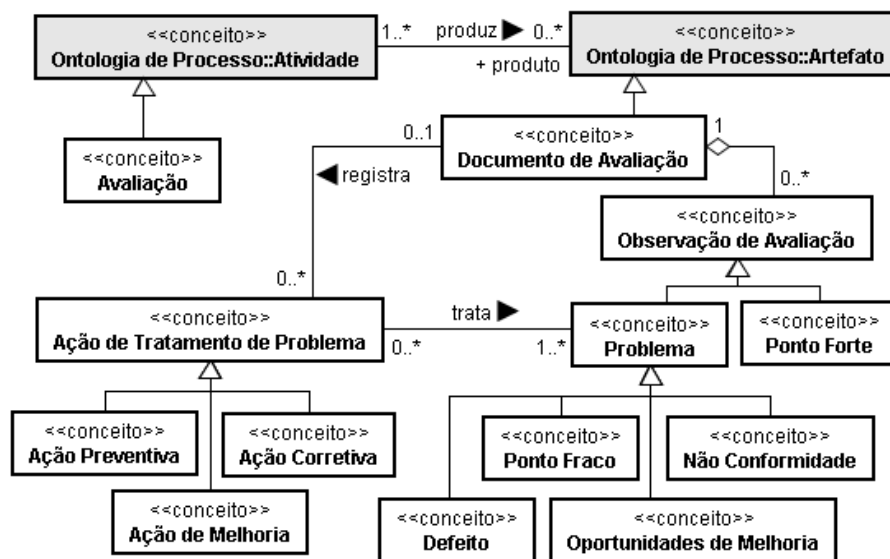 <<conceito>>
Ontologia de Processo::Atividade
1..*
produz
0..*
+ produto
<<conceito>>
Ontologia de Processo::Artefato
<<conceito>>
Avaliação
0..1
<<conceito>>
Documento de Avaliação
1
registra
0..*
<<conceito>>
Observação de Avaliação
0..*
<<conceito>>
Ação de Tratamento de Problema
trata
0..*
1..*
<<conceito>>
Problema
<<conceito>>
Ponto Forte
<<conceito>>
Ação Preventiva
<<conceito>>
Ação Corretiva
<<conceito>>
Ponto Fraco
<<conceito>>
Não Conformidade
<<conceito>>
Ação de Melhoria
<<conceito>>
Defeito
<<conceito>>
Oportunidades de Melhoria